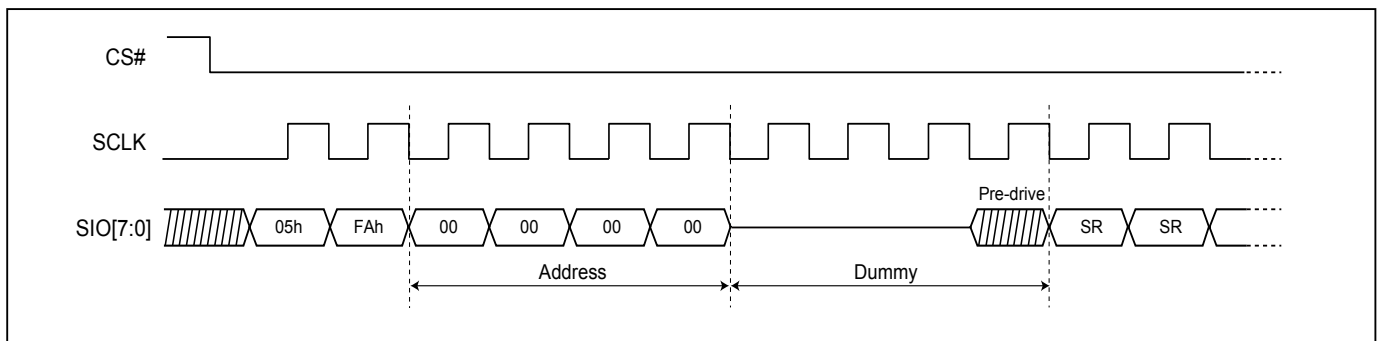 CS#
SCLK
Pre-drive
SIO[7:0] 05h FAh 00 00 00 00 SR SR
Address Dummy